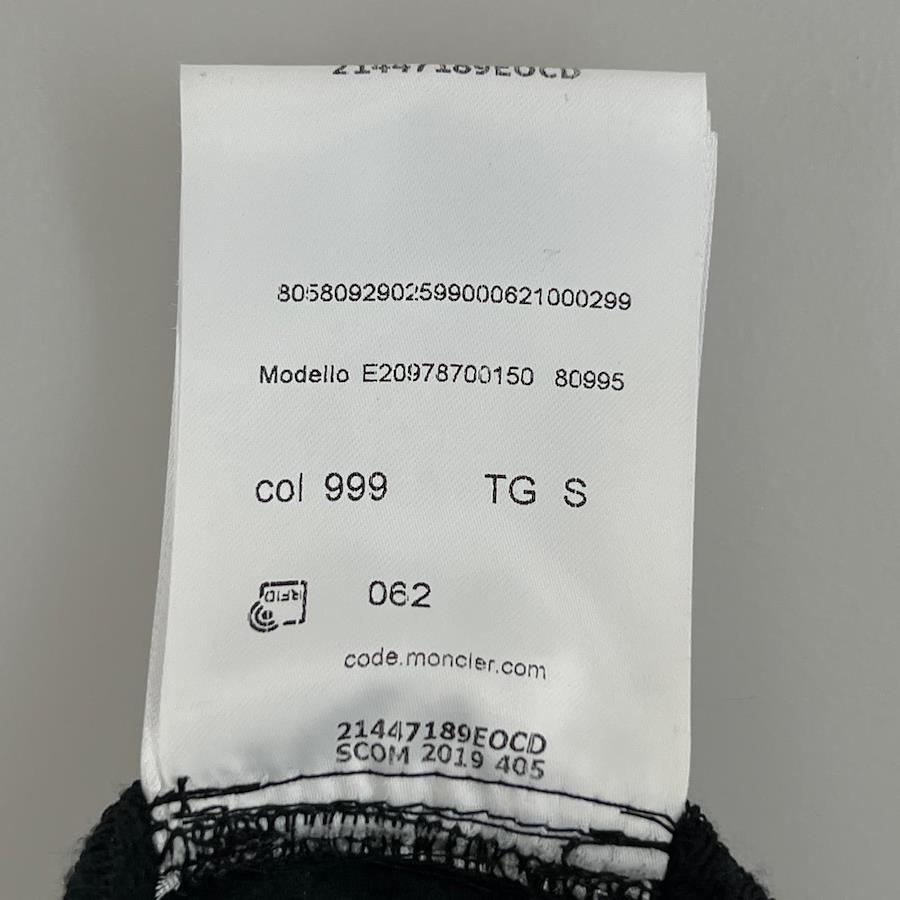 21447189EOCD
8058092902599000621000299
Modello E20978700150 80995
col 999 TG S
RFID 062
code.moncler.com
21447189EOCD
SCOM 2019 405